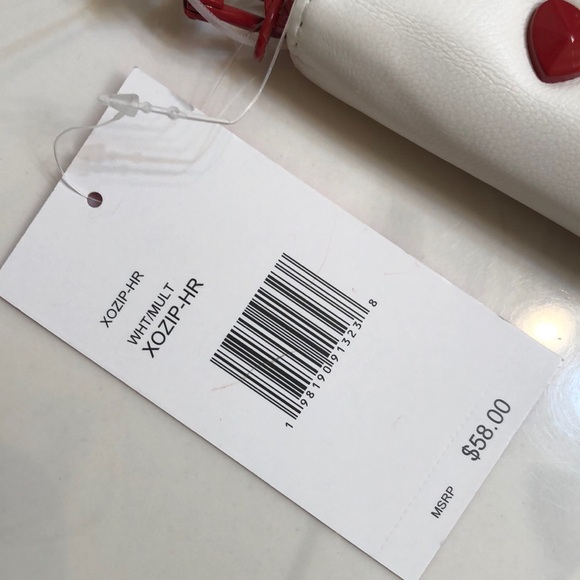 XOZIP-HR
WHT/MULT
XOZIP-HR
1 98190 91323 8
MSRP
$58.00